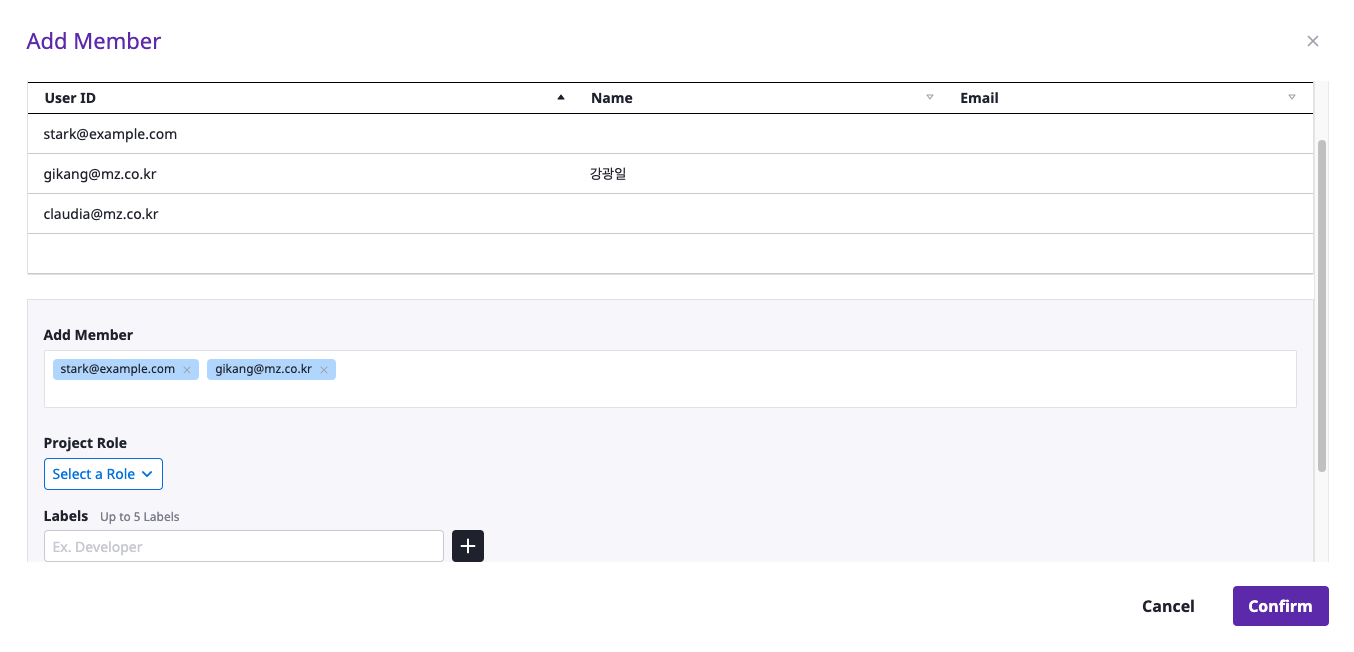 Add Member
User ID Name Email
stark@example.com
gikang@mz.co.kr 강광일
claudia@mz.co.kr
Add Member
stark@example.com gikang@mz.co.kr
Project Role
Select a Role
Labels Up to 5 Labels
Ex. Developer
Cancel Confirm